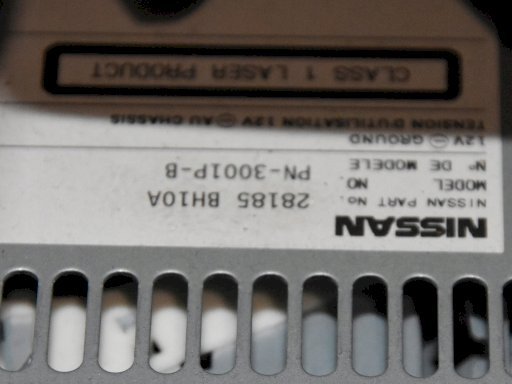 NISSAN
NISSAN PART No. 28185 BH10A
MODEL NO.
Nº DE MODELE PN-3001P-B
12V ⊖ GROUND
TENSION D'UTILISATION 12V ⊖ AU CHASSIS
CLASS 1 LASER PRODUCT